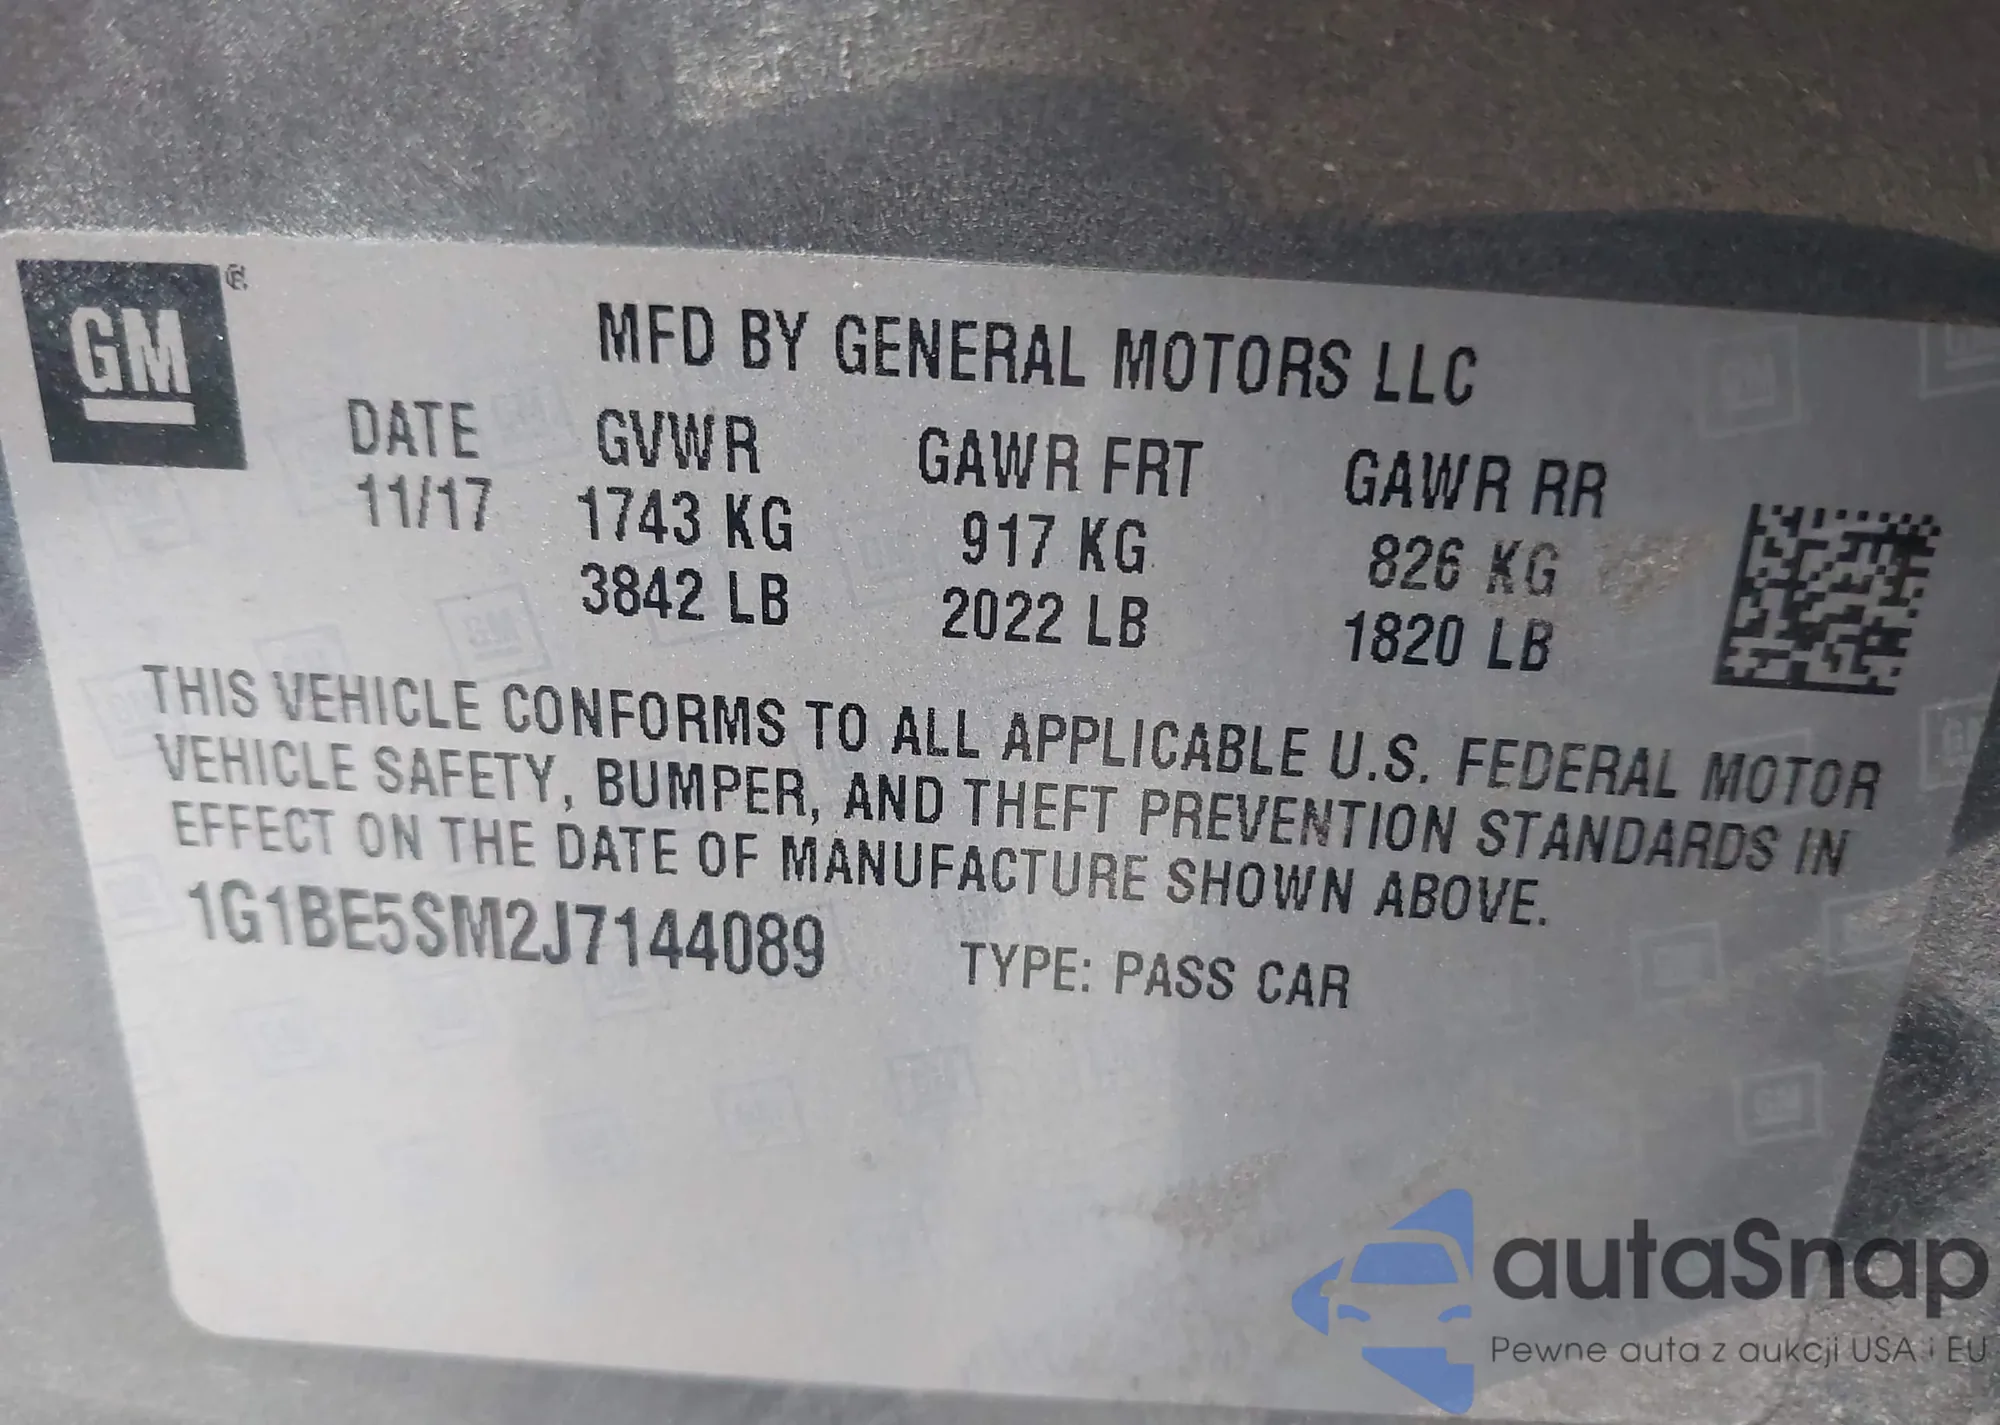 GM®
MFD BY GENERAL MOTORS LLC
DATE GVWR GAWR FRT GAWR RR
11/17 1743 KG 917 KG 826 KG
3842 LB 2022 LB 1820 LB
THIS VEHICLE CONFORMS TO ALL APPLICABLE U.S. FEDERAL MOTOR
VEHICLE SAFETY, BUMPER, AND THEFT PREVENTION STANDARDS IN
EFFECT ON THE DATE OF MANUFACTURE SHOWN ABOVE.
1G1BE5SM2J7144089 TYPE: PASS CAR
autaSnap
Pewne auta z aukcji USA i EU